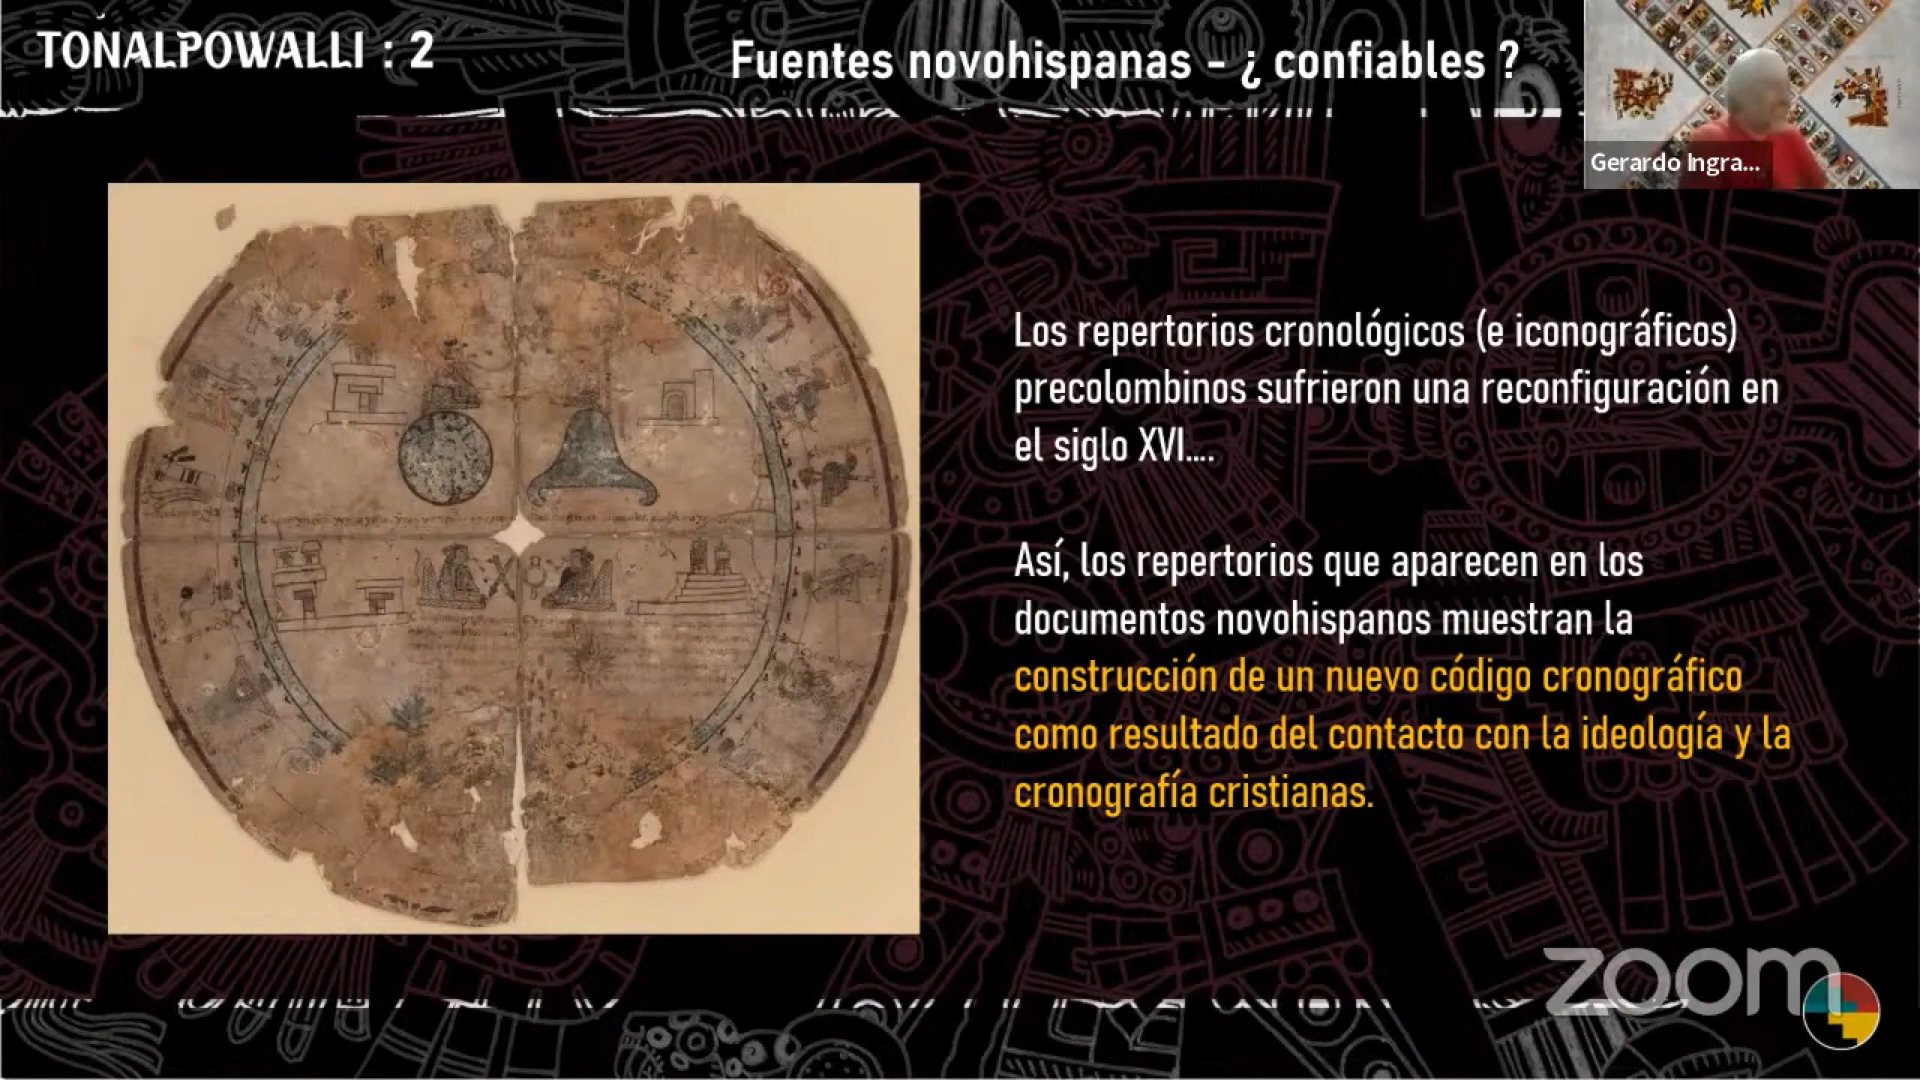 TONALPOWALLI : 2
Fuentes novohispanas - ¿ confiables ?
Gerardo Ingra...
Los repertorios cronológicos (e iconográficos)
precolombinos sufrieron una reconfiguración en
el siglo XVI....
Así, los repertorios que aparecen en los
documentos novohispanos muestran la
construcción de un nuevo código cronográfico
como resultado del contacto con la ideología y la
cronografía cristianas.
zoom